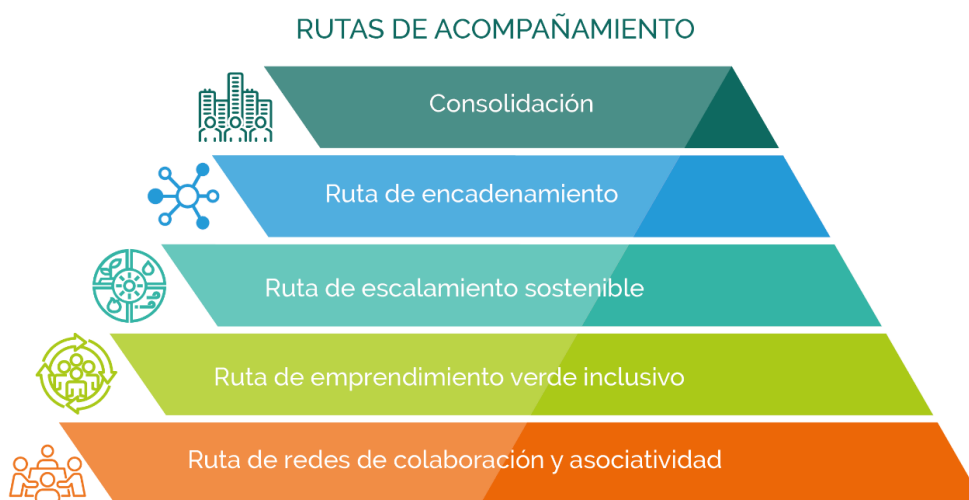 RUTAS DE ACOMPAÑAMIENTO
Consolidación
Ruta de encadenamiento
Ruta de escalamiento sostenible
Ruta de emprendimiento verde inclusivo
Ruta de redes de colaboración y asociatividad